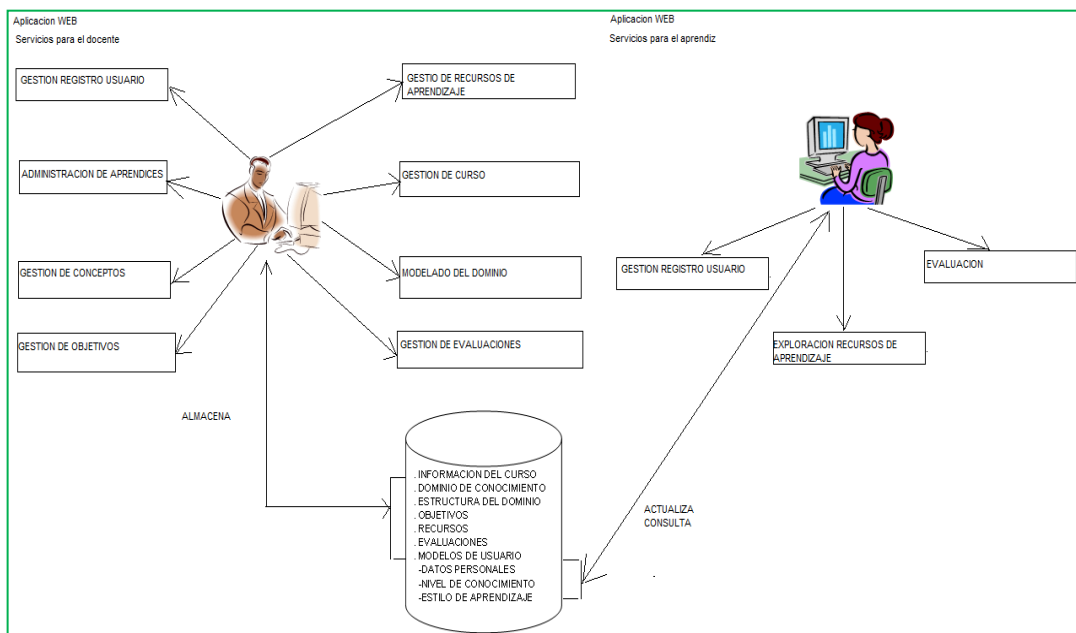 Aplicacion WEB
Servicios para el docente
GESTION REGISTRO USUARIO
GESTIO DE RECURSOS DE
APRENDIZAJE
ADMINISTRACION DE APRENDICES
GESTION DE CURSO
GESTION DE CONCEPTOS
MODELADO DEL DOMINIO
GESTION DE OBJETIVOS
GESTION DE EVALUACIONES
ALMACENA
Aplicacion WEB
Servicios para el aprendiz
GESTION REGISTRO USUARIO
EVALUACION
EXPLORACION RECURSOS DE
APRENDIZAJE
. INFORMACION DEL CURSO
. DOMINIO DE CONOCIMIENTO
. ESTRUCTURA DEL DOMINIO
. OBJETIVOS
. RECURSOS
. EVALUACIONES
. MODELOS DE USUARIO
-DATOS PERSONALES
-NIVEL DE CONOCIMIENTO
-ESTILO DE APRENDIZAJE
ACTUALIZA
CONSULTA